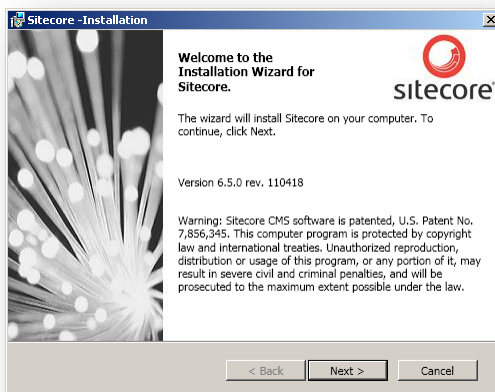 Sitecore -Installation
Welcome to the
Installation Wizard for
Sitecore.
sitecore
The wizard will install Sitecore on your computer. To
continue, click Next.
Version 6.5.0 rev. 110418
Warning: Sitecore CMS software is patented, U.S. Patent No.
7,856,345. This computer program is protected by copyright
law and international treaties. Unauthorized reproduction,
distribution or usage of this program, or any portion of it, may
result in severe civil and criminal penalties, and will be
prosecuted to the maximum extent possible under the law.
< Back Next > Cancel